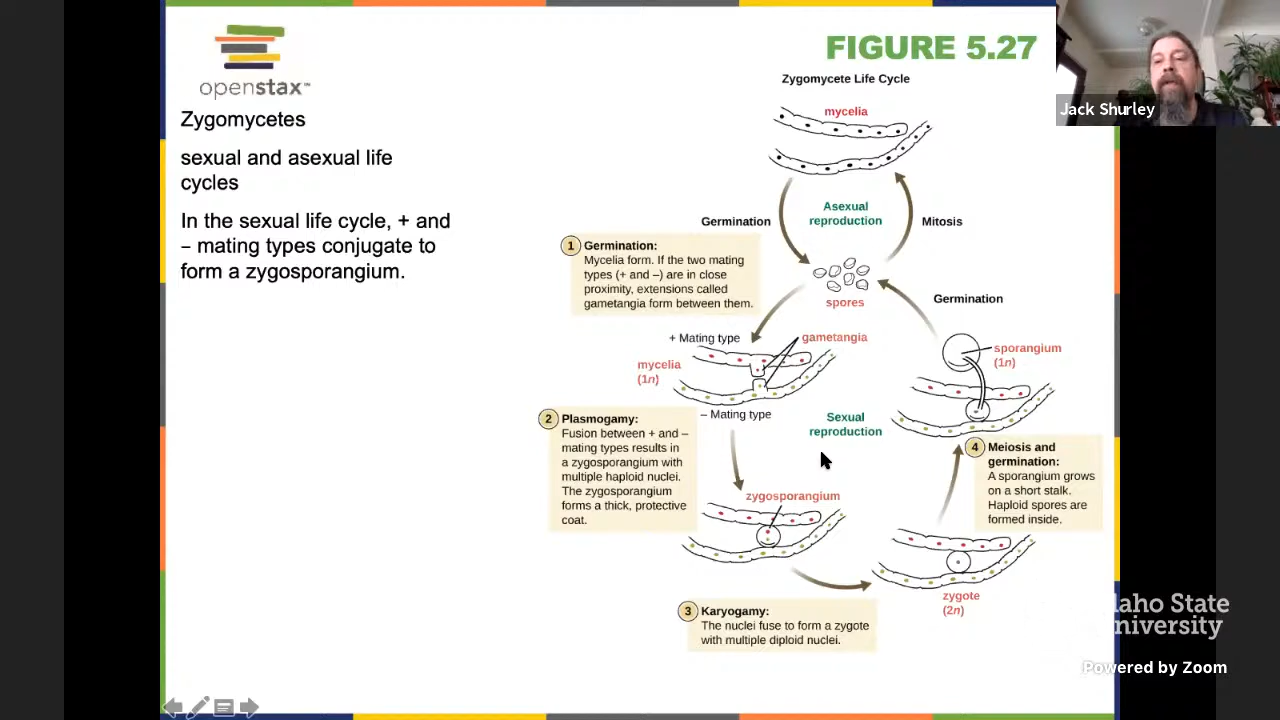 openstax™
Zygomycetes
sexual and asexual life
cycles
In the sexual life cycle, + and
– mating types conjugate to
form a zygosporangium.
FIGURE 5.27
Jack Shurley
Zygomycete Life Cycle
mycelia
Asexual
reproduction
Germination
Mitosis
1 Germination:
Mycelia form. If the two mating
types (+ and –) are in close
proximity, extensions called
gametangia form between them.
spores
Germination
+ Mating type
gametangia
mycelia
(1n)
sporangium
(1n)
– Mating type
Sexual
reproduction
2 Plasmogamy:
Fusion between + and –
mating types results in
a zygosporangium with
multiple haploid nuclei.
The zygosporangium
forms a thick, protective
coat.
4 Meiosis and
germination:
A sporangium grows
on a short stalk.
Haploid spores are
formed inside.
zygosporangium
zygote
(2n)
3 Karyogamy:
The nuclei fuse to form a zygote
with multiple diploid nuclei.
daho State
niversity
Powered by Zoom